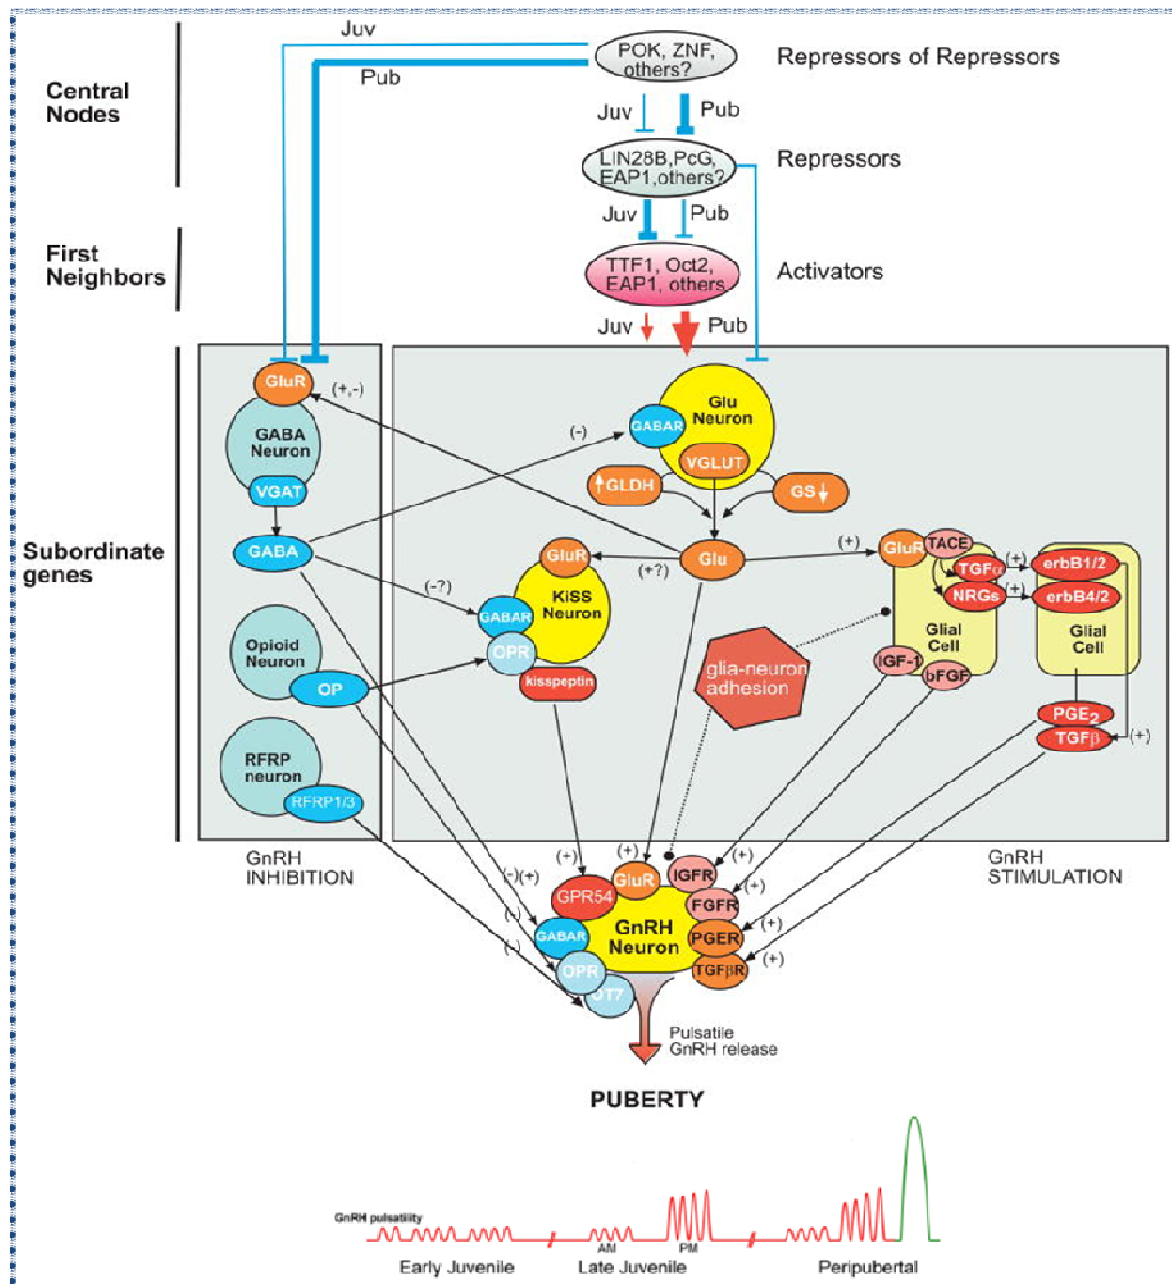 Juv
Pub
POK, ZNF,
others?
Repressors of Repressors
Central
Nodes
Juv
Pub
LIN28B,PcG,
EAP1,others?
Repressors
Juv
Pub
First
Neighbors
TTF1, Oct2,
EAP1, others
Activators
Juv
Pub
Subordinate
genes
GluR
(+,-)
GABA
Neuron
VGAT
GABA
(-)
(-?)
Opioid
Neuron
OP
RFRP
neuron
RFRP1/3
Glu
Neuron
GABAR
VGLUT
GLDH
GS
Glu
(+?)
(+)
GluR
KiSS
Neuron
GABAR
OPR
kisspeptin
glia-neuron
adhesion
GluR
TACE
TGFα
(+)
NRGs
(+)
Glial
Cell
IGF-1
bFGF
erbB1/2
erbB4/2
Glial
Cell
PGE2
TGFβ
(+)
GnRH
INHIBITION
GnRH
STIMULATION
(+)
(+)
(+)
(-)(+)
(+)
(-)
(+)
(-)
(+)
GPR54
GluR
IGFR
FGFR
GABAR
GnRH
Neuron
PGER
OPR
TGFβR
OT7
Pulsatile
GnRH release
PUBERTY
GnRH pulsatility
AM
PM
Early Juvenile
Late Juvenile
Peripubertal